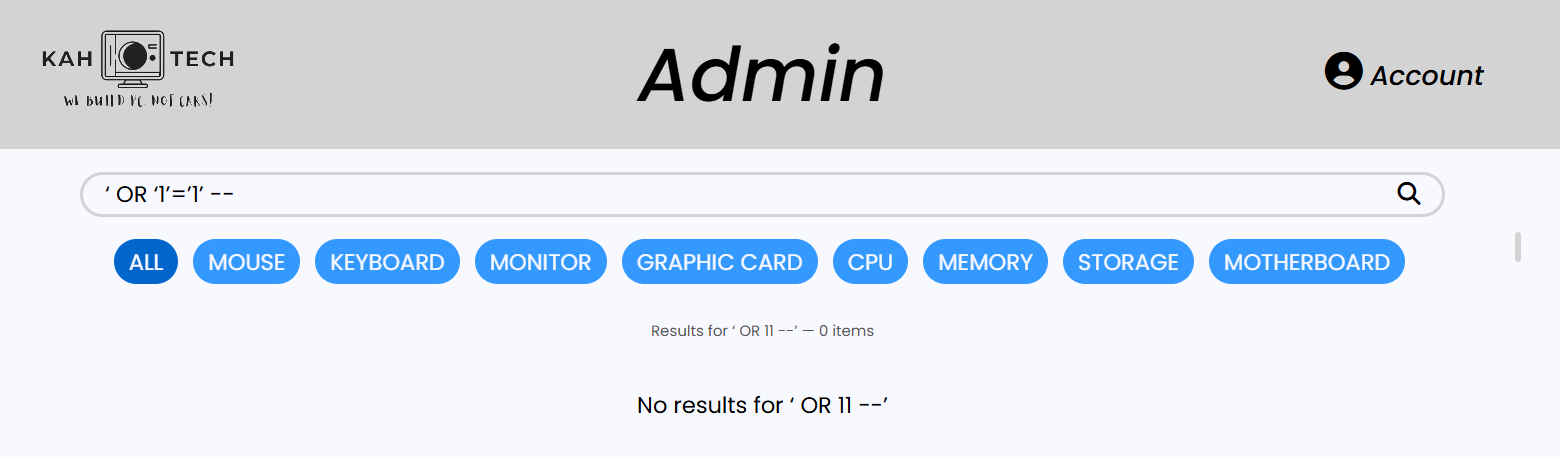 KAH TECH
WE BUILD PC. NOT CARS!
Admin
Account
‘ OR ‘1’=’1’ --
ALL MOUSE KEYBOARD MONITOR GRAPHIC CARD CPU MEMORY STORAGE MOTHERBOARD
Results for ‘ OR 11 --’ — 0 items
No results for ‘ OR 11 --’